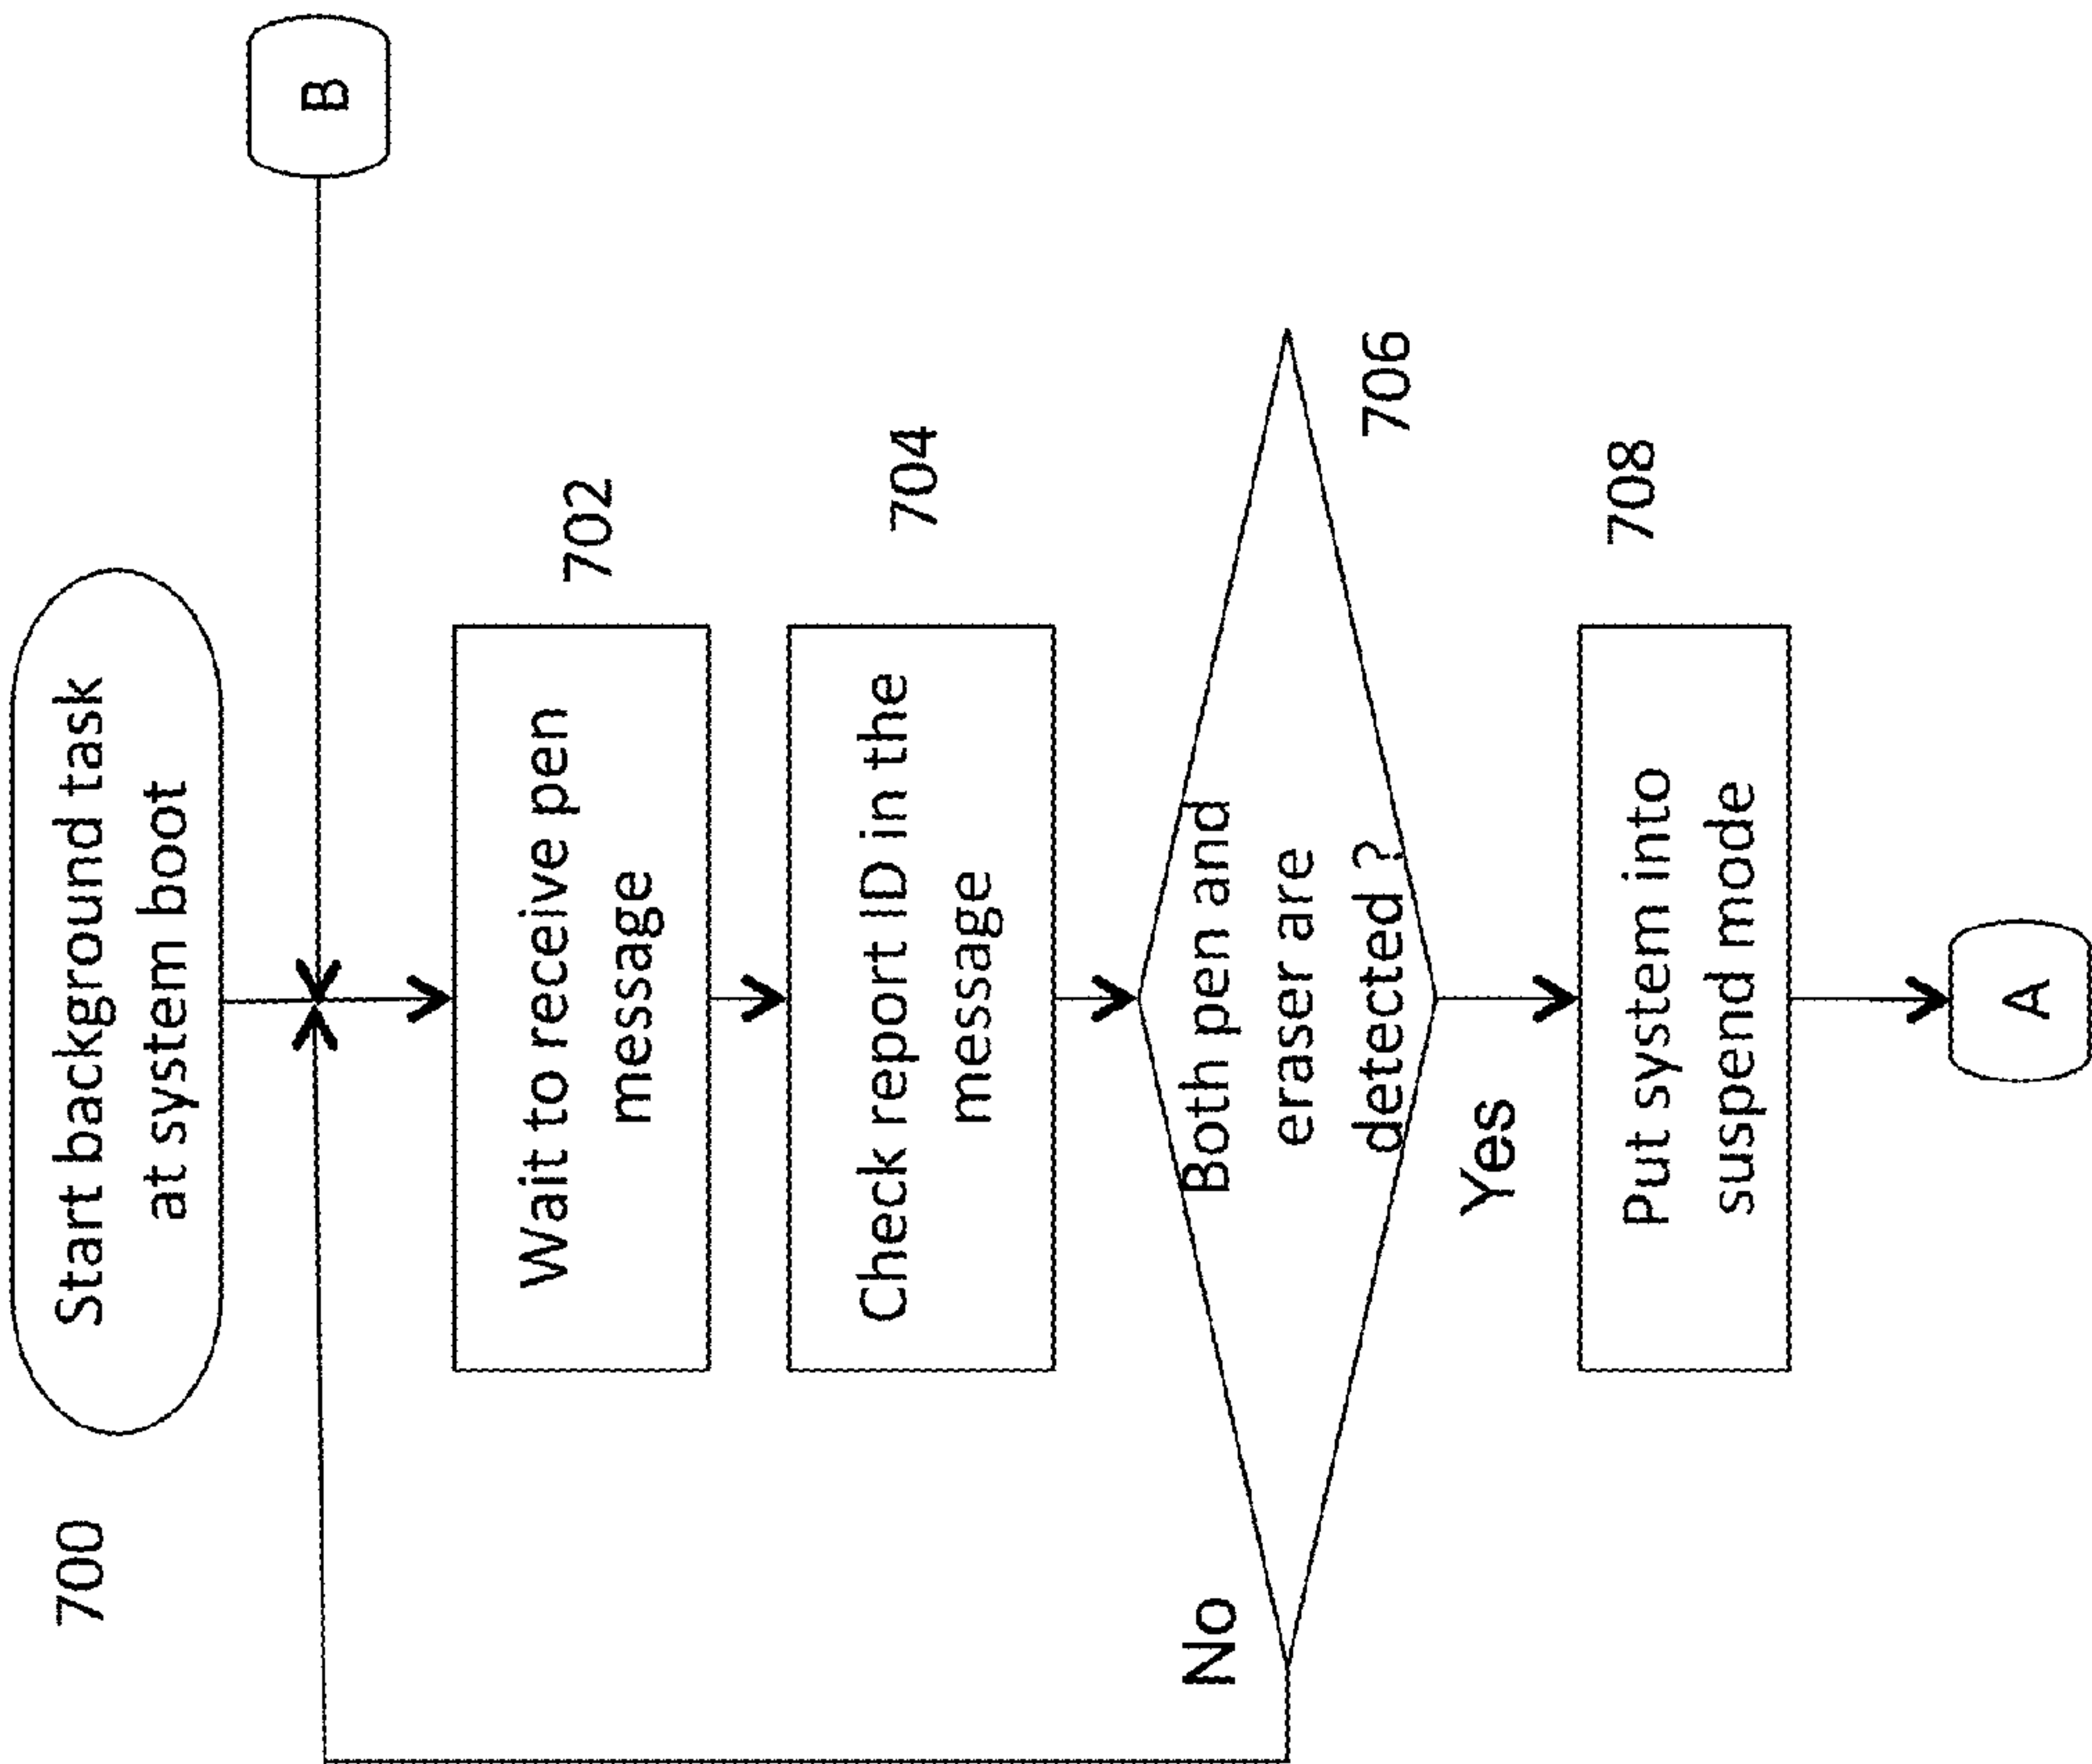 700
Start background task
at system boot
B
Wait to receive pen
message
702
Check report ID in the
message
704
Both pen and
eraser are
detected ?
706
No
Yes
Put system into
suspend mode
708
A